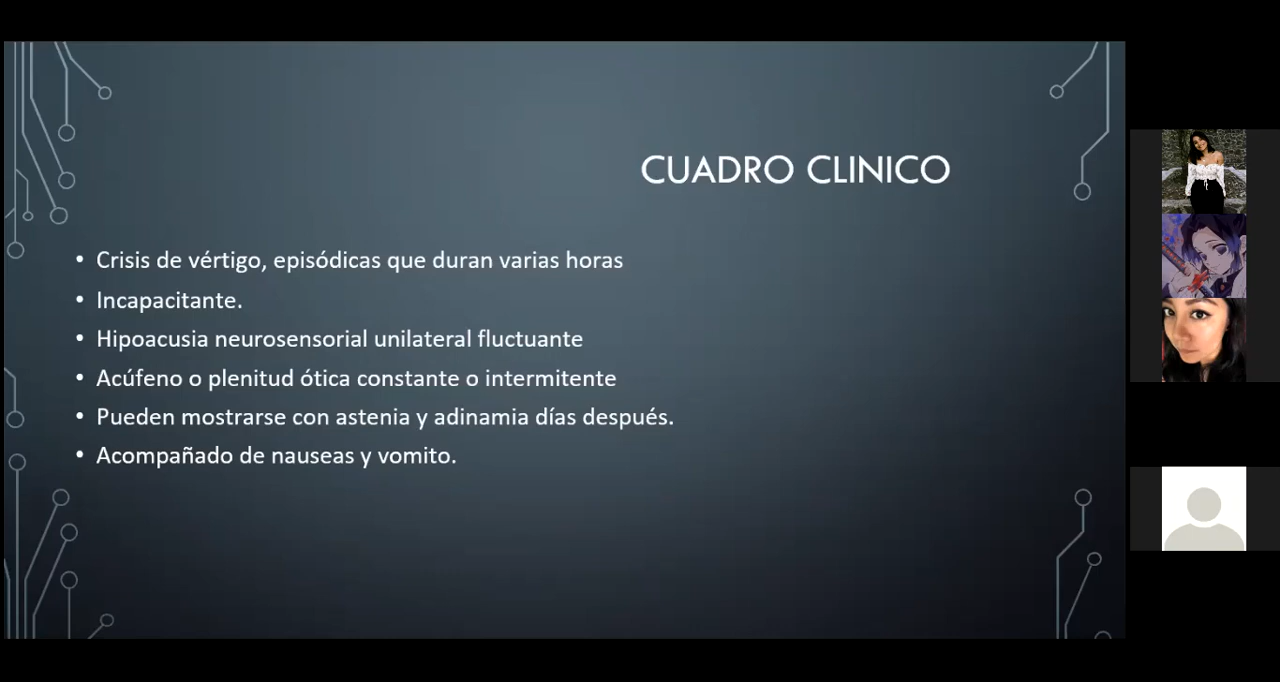 CUADRO CLINICO
• Crisis de vértigo, episódicas que duran varias horas
• Incapacitante.
• Hipoacusia neurosensorial unilateral fluctuante
• Acúfeno o plenitud ótica constante o intermitente
• Pueden mostrarse con astenia y adinamia días después.
• Acompañado de nauseas y vomito.